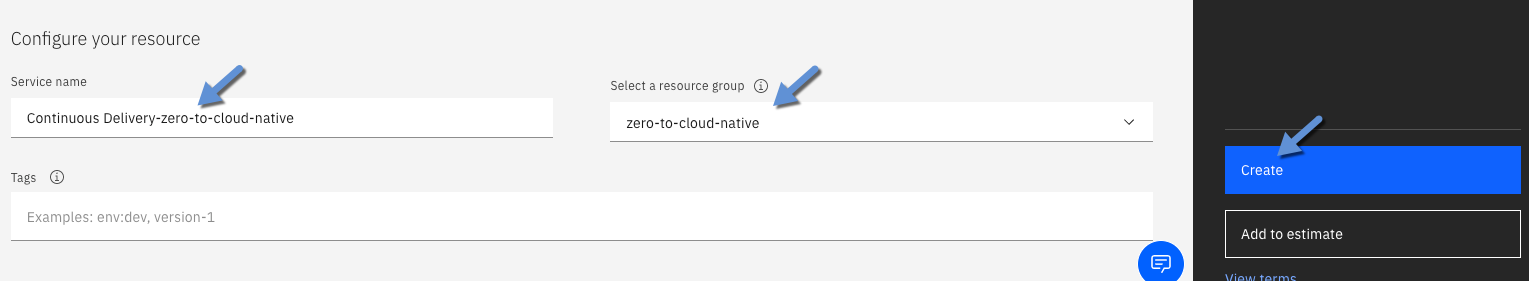 Configure your resource
Service name
Continuous Delivery-zero-to-cloud-native
Select a resource group
zero-to-cloud-native
Tags
Examples: env:dev, version-1
Create
Add to estimate
View terms